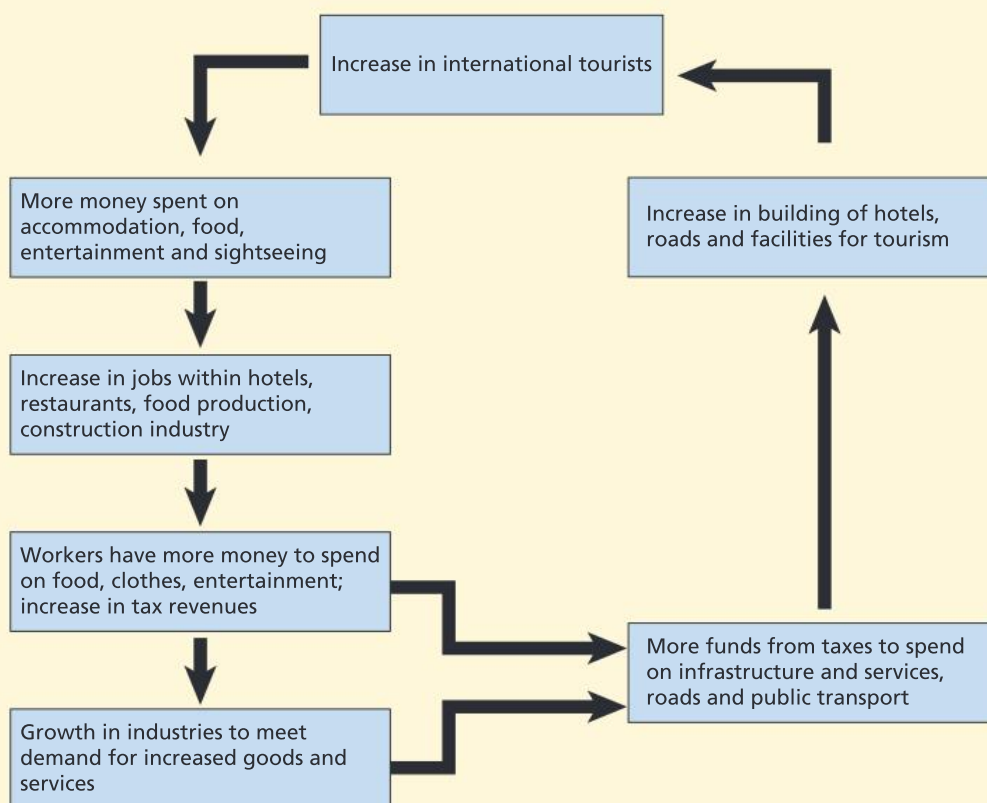 Increase in international tourists
More money spent on
accommodation, food,
entertainment and sightseeing
Increase in building of hotels,
roads and facilities for tourism
Increase in jobs within hotels,
restaurants, food production,
construction industry
Workers have more money to spend
on food, clothes, entertainment;
increase in tax revenues
More funds from taxes to spend
on infrastructure and services,
roads and public transport
Growth in industries to meet
demand for increased goods and
services